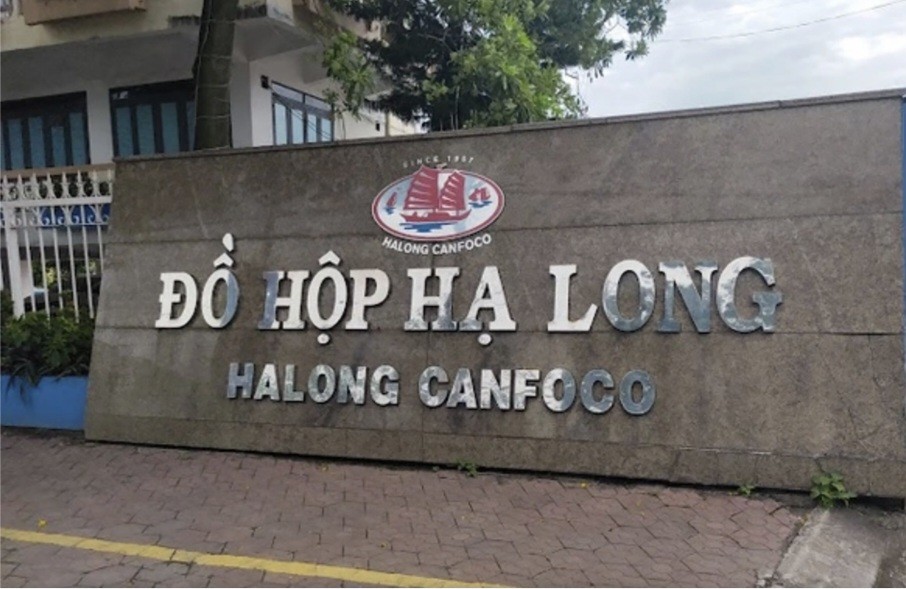 SINCE 1957
HALONG CANFOCO
ĐỒ HỘP HẠ LONG
HALONG CANFOCO